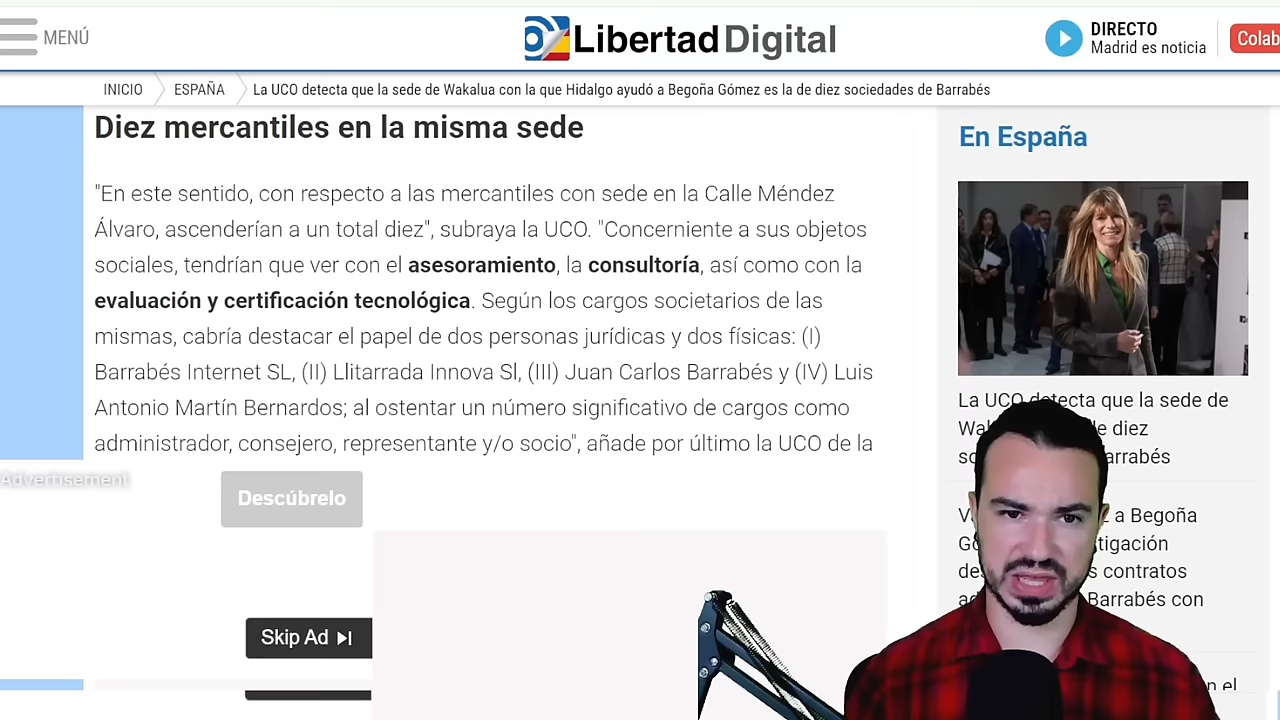 MENÚ
Libertad Digital
DIRECTO
Madrid es noticia
Colab
INICIO
ESPAÑA
La UCO detecta que la sede de Wakalua con la que Hidalgo ayudó a Begoña Gómez es la de diez sociedades de Barrabés
Diez mercantiles en la misma sede
"En este sentido, con respecto a las mercantiles con sede en la Calle Méndez
Álvaro, ascenderían a un total diez", subraya la UCO. "Concerniente a sus objetos
sociales, tendrían que ver con el asesoramiento, la consultoría, así como con la
evaluación y certificación tecnológica. Según los cargos societarios de las
mismas, cabría destacar el papel de dos personas jurídicas y dos físicas: (I)
Barrabés Internet SL, (II) Llitarrada Innova Sl, (III) Juan Carlos Barrabés y (IV) Luis
Antonio Martín Bernardos; al ostentar un número significativo de cargos como
administrador, consejero, representante y/o socio", añade por último la UCO de la
Advertisement
Descúbrelo
Skip Ad
En España
La UCO detecta que la sede de
de diez
Barrabés
a Begoña
contratos
Barrabés con
en el